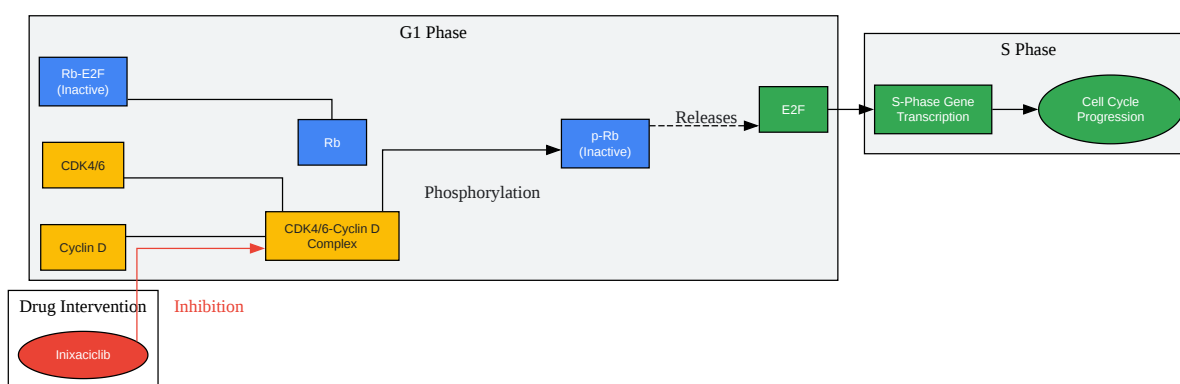 G1 Phase
S Phase
Rb-E2F
(Inactive)
Rb
CDK4/6
Cyclin D
CDK4/6-Cyclin D
Complex
Phosphorylation
p-Rb
(Inactive)
Releases
E2F
S-Phase Gene
Transcription
Cell Cycle
Progression
Drug Intervention
Inhibition
Inixaciclib